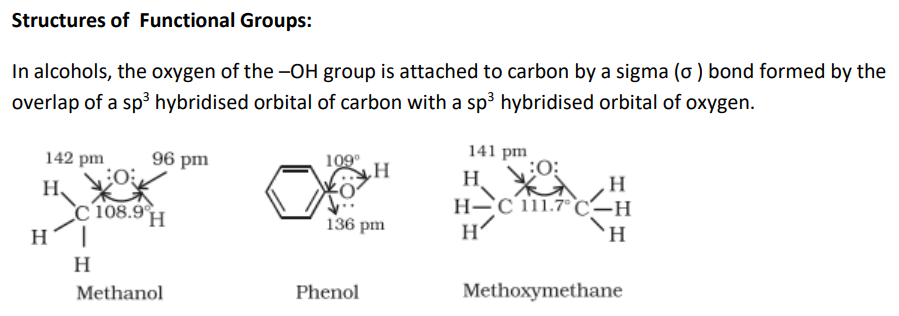 Structures of Functional Groups:
In alcohols, the oxygen of the –OH group is attached to carbon by a sigma (σ ) bond formed by the
overlap of a sp³ hybridised orbital of carbon with a sp³ hybridised orbital of oxygen.
142 pm 96 pm
:O:
H
C 108.9° H
H
H
Methanol
109°
H
O
136 pm
Phenol
141 pm
:O:
H H
H–C 111.7° C–H
H H
Methoxymethane